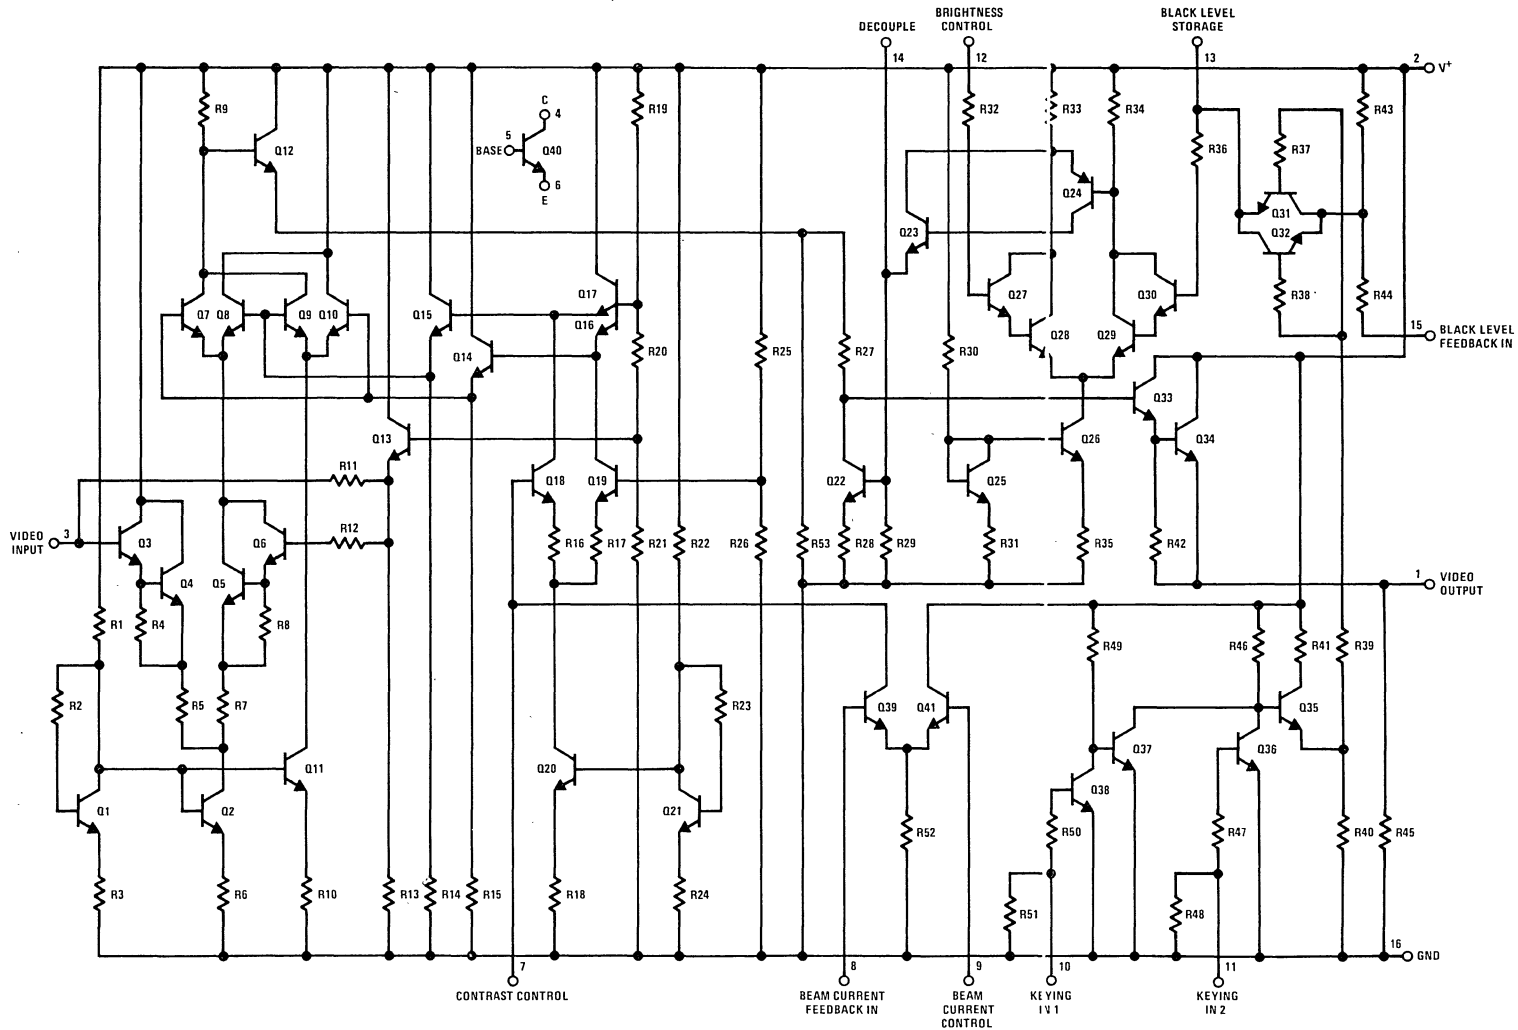 BRIGHTNESS
CONTROL
DECOUPLE
BLACK LEVEL
STORAGE
14
12
13
2
V+
R9
C
4
5
BASE
Q40
6
E
Q12
R19
R32
R33
R34
R36
R37
R43
Q24
Q23
Q31
Q32
Q7
Q8
Q9
Q10
Q15
Q17
Q16
Q14
Q27
Q28
Q29
Q30
R38
R44
15
BLACK LEVEL
FEEDBACK IN
R20
R25
R27
R30
Q33
Q13
Q26
Q34
R11
Q18
Q19
Q22
Q25
VIDEO
INPUT
3
Q3
Q6
R12
R16
R17
R21
R22
R26
R53
R28
R29
R31
R35
R42
Q4
Q5
1
VIDEO
OUTPUT
R1
R4
R8
R49
R46
R41
R39
R2
R5
R7
R23
Q39
Q41
Q35
Q11
Q20
Q37
Q36
Q1
Q2
Q21
Q38
R52
R50
R47
R40
R45
R3
R6
R10
R13
R14
R15
R18
R24
R51
R48
16
GND
7
8
9
10
11
CONTRAST CONTROL
BEAM CURRENT
FEEDBACK IN
BEAM
CURRENT
CONTROL
KEYING
IN 1
KEYING
IN 2